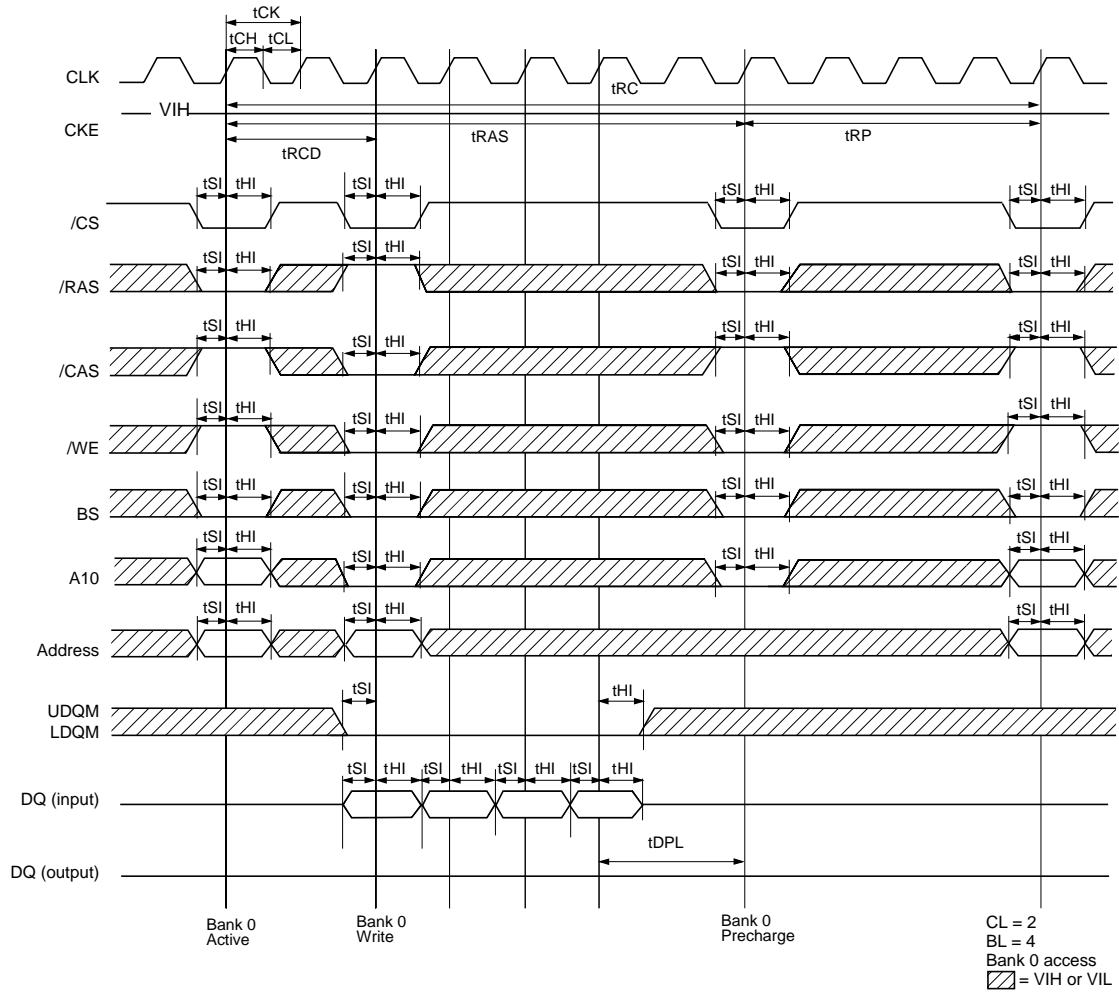 tCK
tCH tCL
CLK
tRC
VIH
CKE
tRAS tRP
tRCD
tSI tHI tSI tHI tSI tHI tSI tHI
/CS
tSI tHI
tSI tHI tSI tHI tSI tHI
/RAS
tSI tHI tSI tHI tSI tHI tSI tHI
/CAS
tSI tHI tSI tHI tSI tHI tSI tHI
/WE
tSI tHI tSI tHI tSI tHI tSI tHI
BS
tSI tHI tSI tHI tSI tHI tSI tHI
A10
tSI tHI tSI tHI tSI tHI
Address
tSI tHI
UDQM
LDQM
tSI tHI tSI tHI tSI tHI tSI tHI
DQ (input)
tDPL
DQ (output)
Bank 0
Active
Bank 0
Write
Bank 0
Precharge
CL = 2
BL = 4
Bank 0 access
= VIH or VIL